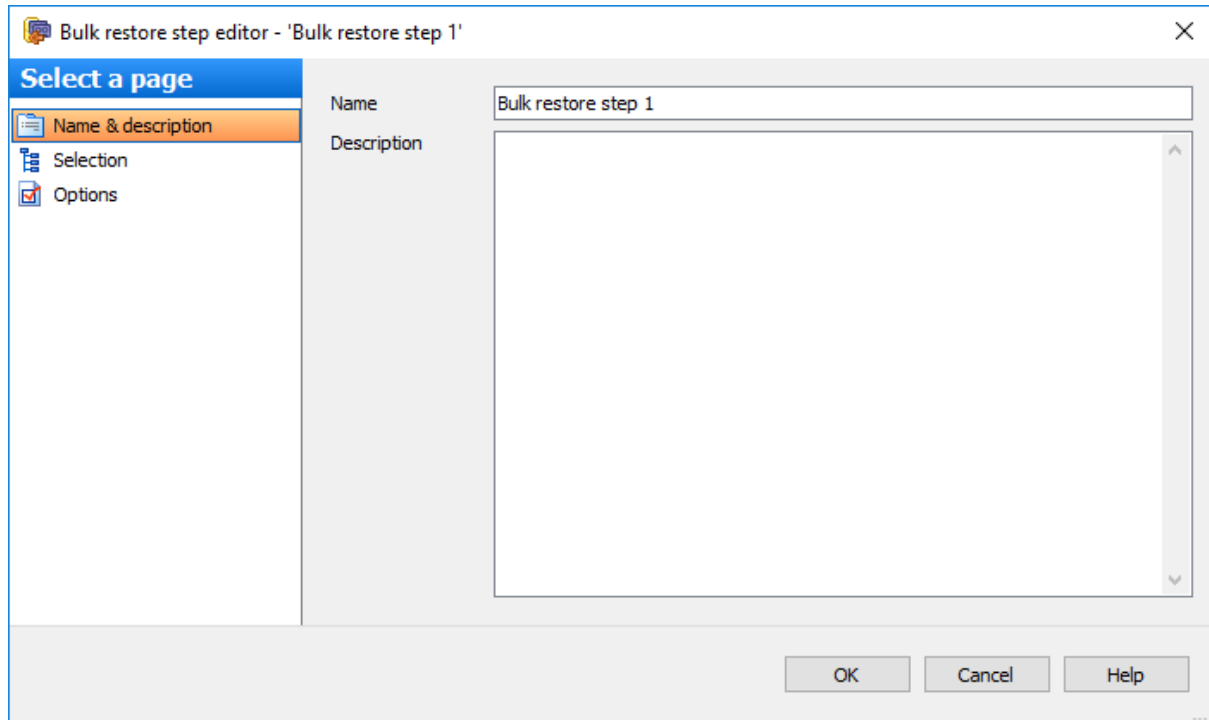 Bulk restore step editor - 'Bulk restore step 1'
Select a page
Name & description
Selection
Options
Name
Bulk restore step 1
Description
OK
Cancel
Help